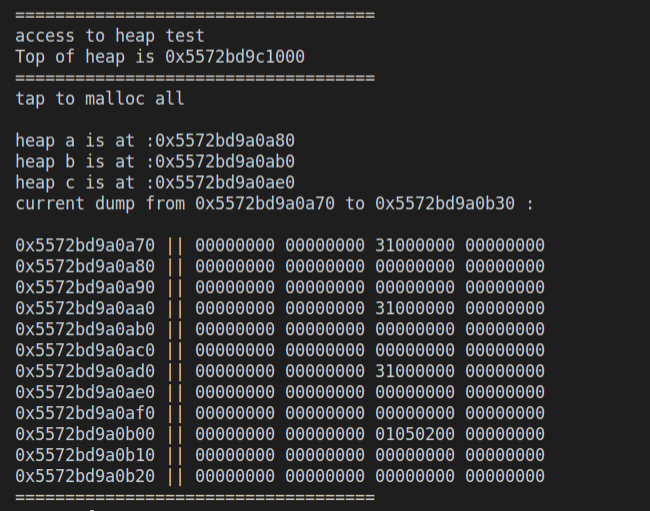 ====================================
access to heap test
Top of heap is 0x5572bd9c1000
====================================
tap to malloc all
heap a is at :0x5572bd9a0a80
heap b is at :0x5572bd9a0ab0
heap c is at :0x5572bd9a0ae0
current dump from 0x5572bd9a0a70 to 0x5572bd9a0b30 :
0x5572bd9a0a70 || 00000000 00000000 31000000 00000000
0x5572bd9a0a80 || 00000000 00000000 00000000 00000000
0x5572bd9a0a90 || 00000000 00000000 00000000 00000000
0x5572bd9a0aa0 || 00000000 00000000 31000000 00000000
0x5572bd9a0ab0 || 00000000 00000000 00000000 00000000
0x5572bd9a0ac0 || 00000000 00000000 00000000 00000000
0x5572bd9a0ad0 || 00000000 00000000 31000000 00000000
0x5572bd9a0ae0 || 00000000 00000000 00000000 00000000
0x5572bd9a0af0 || 00000000 00000000 00000000 00000000
0x5572bd9a0b00 || 00000000 00000000 01050200 00000000
0x5572bd9a0b10 || 00000000 00000000 00000000 00000000
0x5572bd9a0b20 || 00000000 00000000 00000000 00000000
====================================